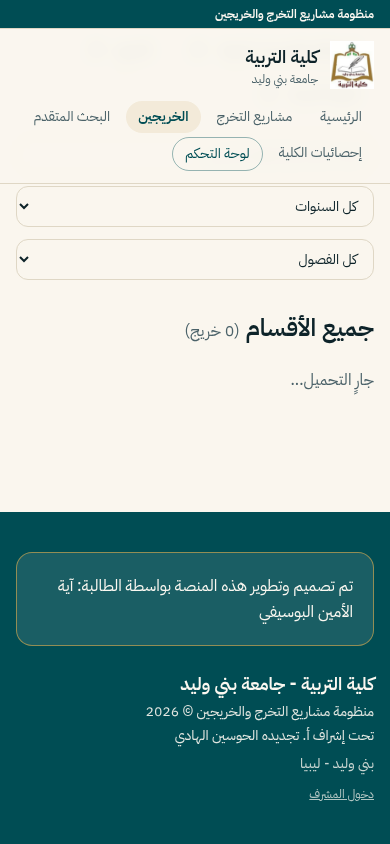 منظومة مشاريع التخرج والخريجين
كلية التربية
جامعة بني وليد
الرئيسية
مشاريع التخرج
الخريجين
البحث المتقدم
إحصائيات الكلية
لوحة التحكم
كل السنوات
كل الفصول
جميع الأقسام (0 خريج)
جارٍ التحميل...
تم تصميم وتطوير هذه المنصة بواسطة الطالبة: آية
الأمين البوسيفي
كلية التربية - جامعة بني وليد
منظومة مشاريع التخرج والخريجين © 2026
تحت إشراف أ. تجديده الحوسين الهادي
بني وليد - ليبيا
دخول المشرف